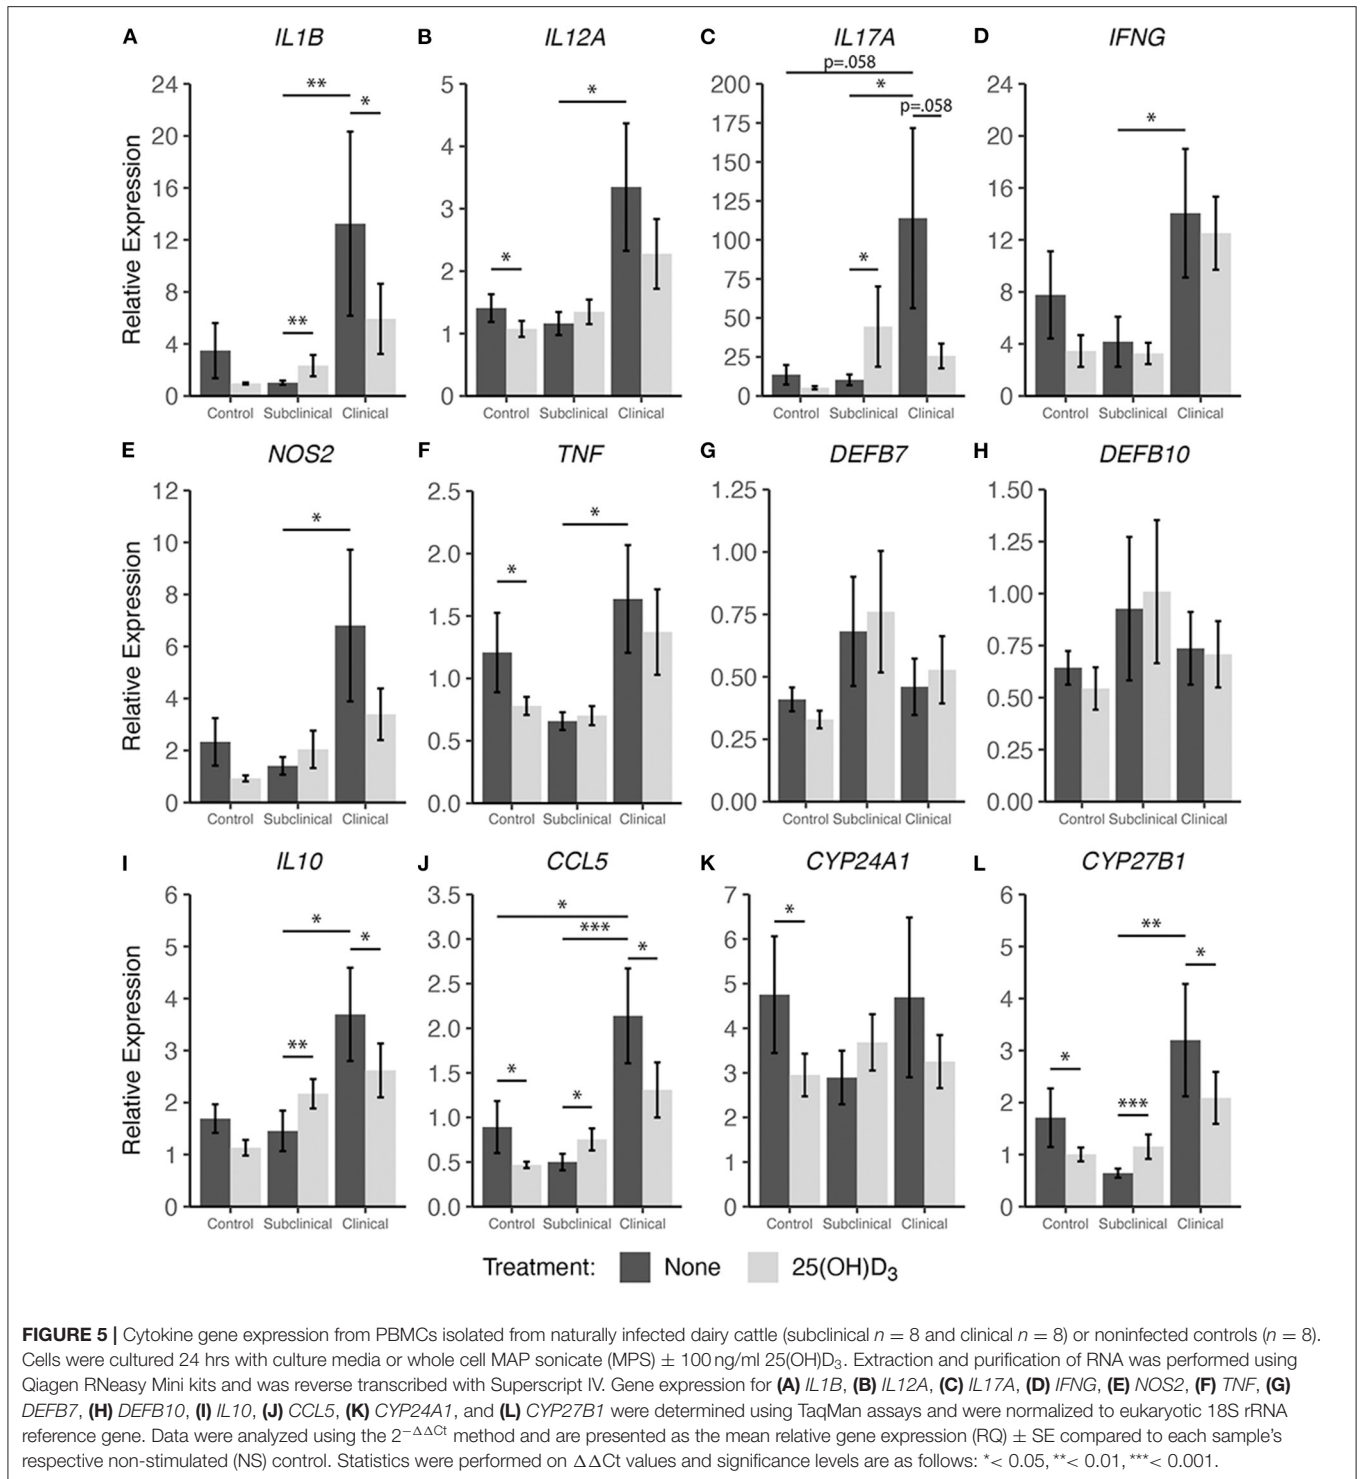 A IL1B
B IL12A
C IL17A
D IFNG
Relative Expression
24
20
16
12
8
4
0
** * **
Control Subclinical Clinical
5
4
3
2
1
0
* *
Control Subclinical Clinical
200
175
150
125
100
75
50
25
0
p=.058
*
p=.058
*
Control Subclinical Clinical
24
20
16
12
8
4
0
*
Control Subclinical Clinical
E NOS2
F TNF
G DEFB7
H DEFB10
Relative Expression
12
10
8
6
4
2
0
*
Control Subclinical Clinical
2.5
2.0
1.5
1.0
0.5
0.0
* *
Control Subclinical Clinical
1.25
1.00
0.75
0.50
0.25
0.00
Control Subclinical Clinical
1.50
1.25
1.00
0.75
0.50
0.25
0.00
Control Subclinical Clinical
I IL10
J CCL5
K CYP24A1
L CYP27B1
Relative Expression
6
5
4
3
2
1
0
* * **
Control Subclinical Clinical
3.5
3.0
2.5
2.0
1.5
1.0
0.5
0.0
*
***
*
*
*
Control Subclinical Clinical
7
6
5
4
3
2
1
0
*
Control Subclinical Clinical
6
5
4
3
2
1
0
**
*
*
***
Control Subclinical Clinical
Treatment: None 25(OH)D₃
FIGURE 5 | Cytokine gene expression from PBMCs isolated from naturally infected dairy cattle (subclinical n = 8 and clinical n = 8) or noninfected controls (n = 8).
Cells were cultured 24 hrs with culture media or whole cell MAP sonicate (MPS) ± 100 ng/ml 25(OH)D₃. Extraction and purification of RNA was performed using
Qiagen RNeasy Mini kits and was reverse transcribed with Superscript IV. Gene expression for (A) IL1B, (B) IL12A, (C) IL17A, (D) IFNG, (E) NOS2, (F) TNF, (G)
DEFB7, (H) DEFB10, (I) IL10, (J) CCL5, (K) CYP24A1, and (L) CYP27B1 were determined using TaqMan assays and were normalized to eukaryotic 18S rRNA
reference gene. Data were analyzed using the 2⁻ΔΔCt method and are presented as the mean relative gene expression (RQ) ± SE compared to each sample's
respective non-stimulated (NS) control. Statistics were performed on ΔΔCt values and significance levels are as follows: *< 0.05, **< 0.01, ***< 0.001.